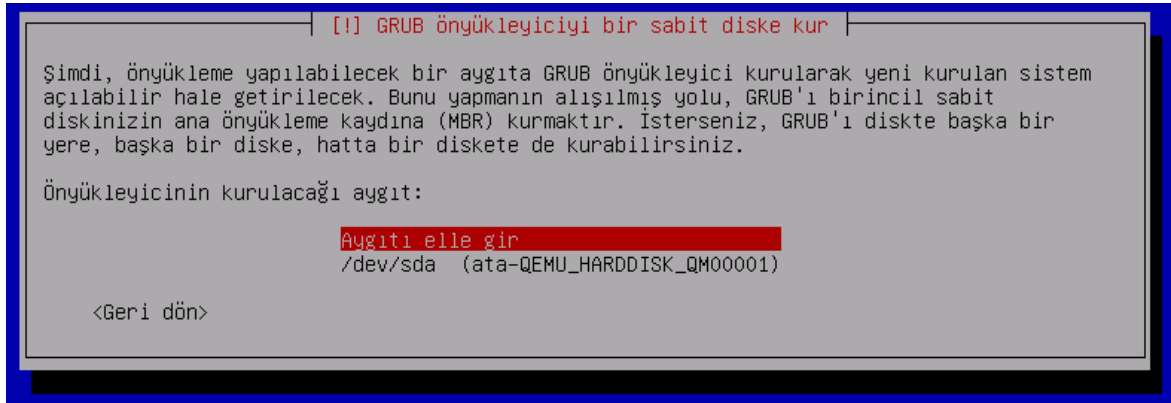 [!] GRUB önyükleyiciyi bir sabit diske kur
Şimdi, önyükleme yapılabilecek bir aygıta GRUB önyükleyici kurularak yeni kurulan sistem
açılabilir hale getirilecek. Bunu yapmanın alışılmış yolu, GRUB'ı birincil sabit
diskinizin ana önyükleme kaydına (MBR) kurmaktır. İsterseniz, GRUB'ı diskte başka bir
yere, başka bir diske, hatta bir diskete de kurabilirsiniz.
Önyükleyicinin kurulacağı aygıt:
Aygıtı elle gir
/dev/sda (ata-QEMU_HARDDISK_QM00001)
<Geri dön>